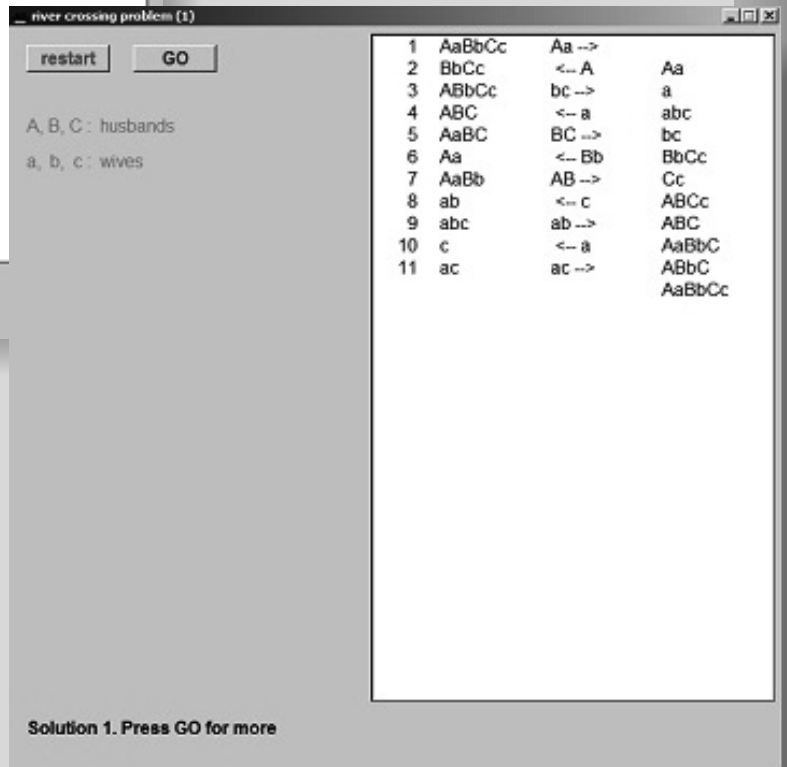 river crossing problem (1)
restart GO
A, B, C : husbands
a, b, c : wives
1 AaBbCc Aa -->
2 BbCc <-- A Aa
3 ABbCc bc --> a
4 ABC <-- a abc
5 AaBC BC --> bc
6 Aa <-- Bb BbCc
7 AaBb AB --> Cc
8 ab <-- c ABCc
9 abc ab --> ABC
10 c <-- a AaBbC
11 ac ac --> ABbC
AaBbCc
Solution 1. Press GO for more